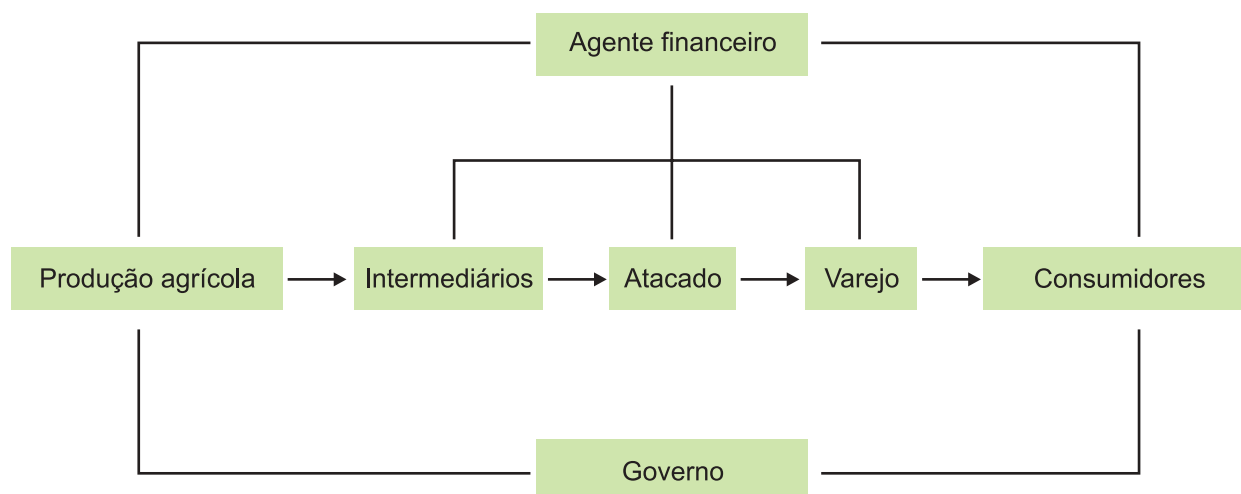 Agente financeiro
Produção agrícola
Intermediários
Atacado
Varejo
Consumidores
Governo